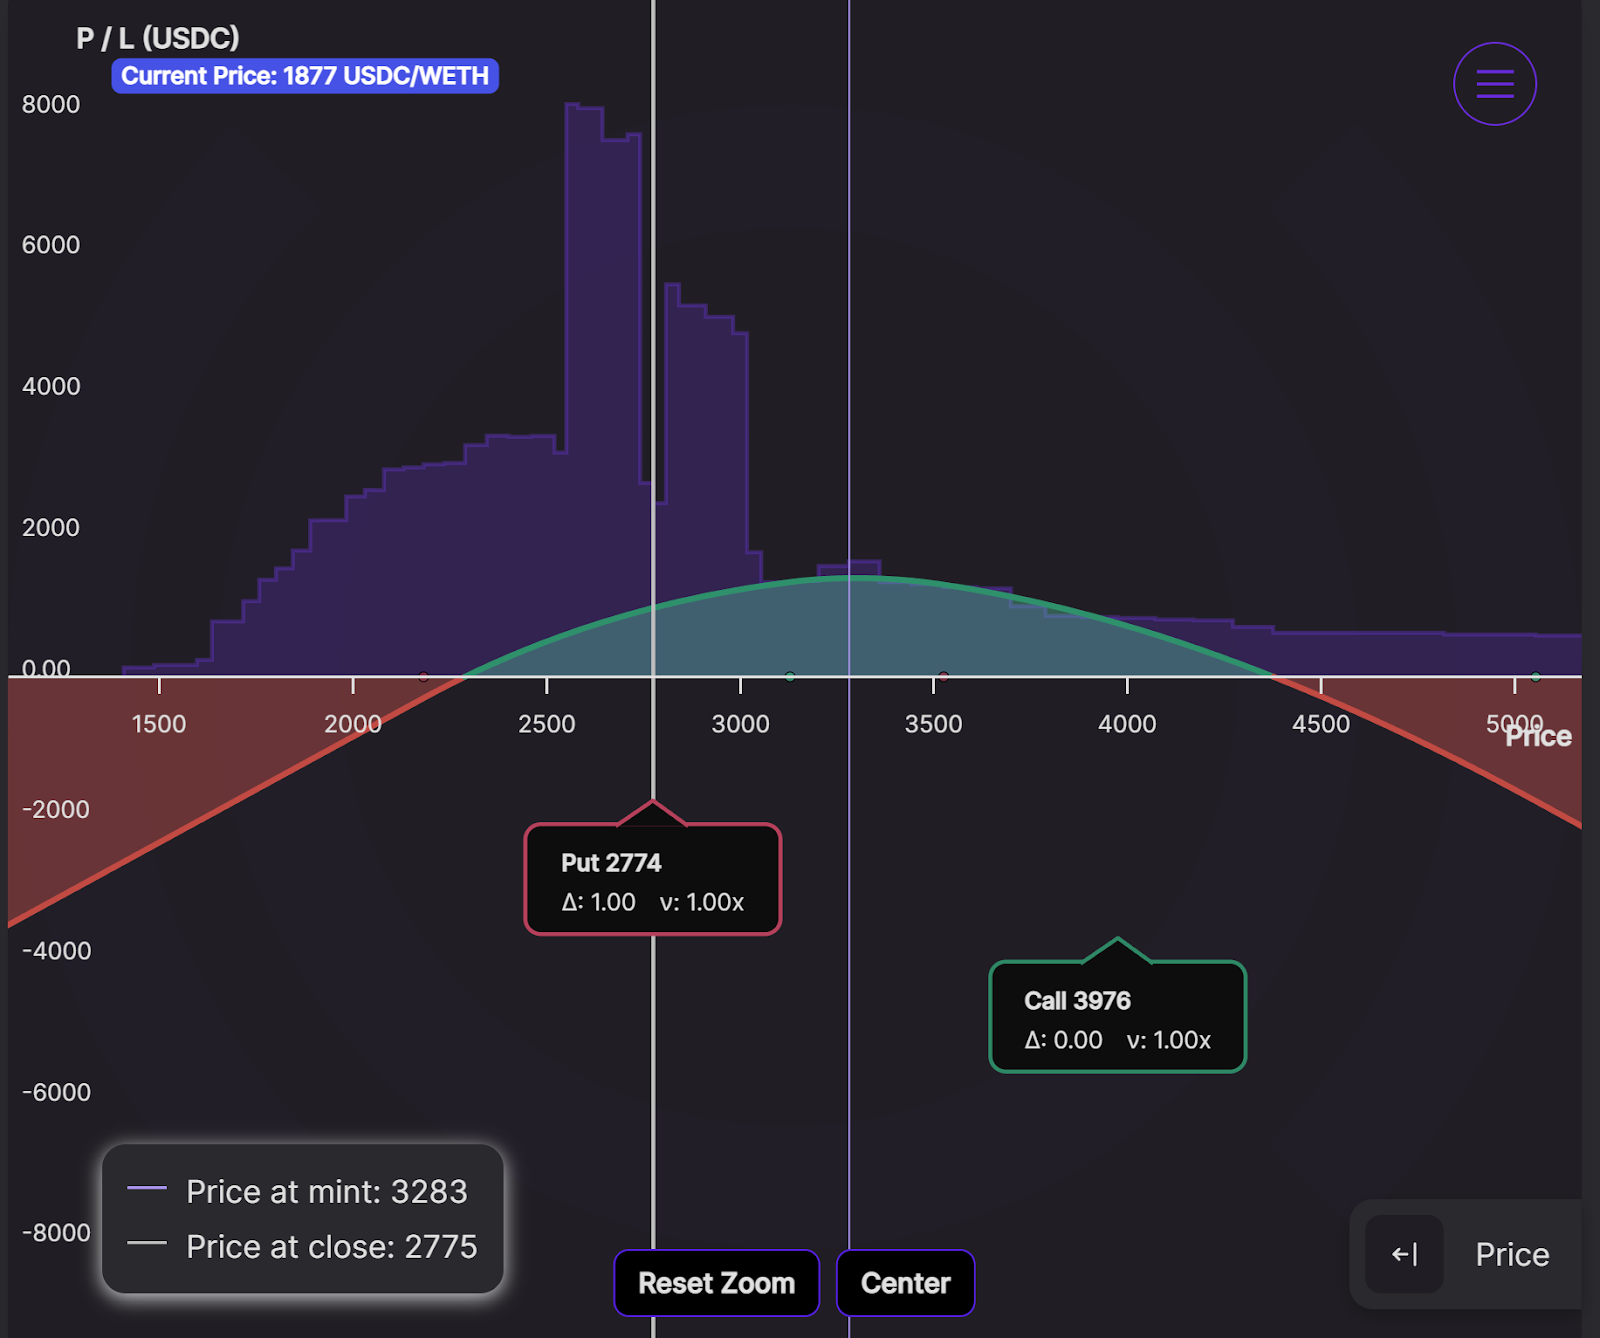 P / L (USDC)
Current Price: 1877 USDC/WETH
8000
6000
4000
2000
0.00
1500 2000 2500 3000 3500 4000 4500 5000
Price
-2000
Put 2774
Δ: 1.00 ν: 1.00x
-4000
Call 3976
Δ: 0.00 ν: 1.00x
-6000
Price at mint: 3283
-8000
Price at close: 2775
Reset Zoom
Center
Price